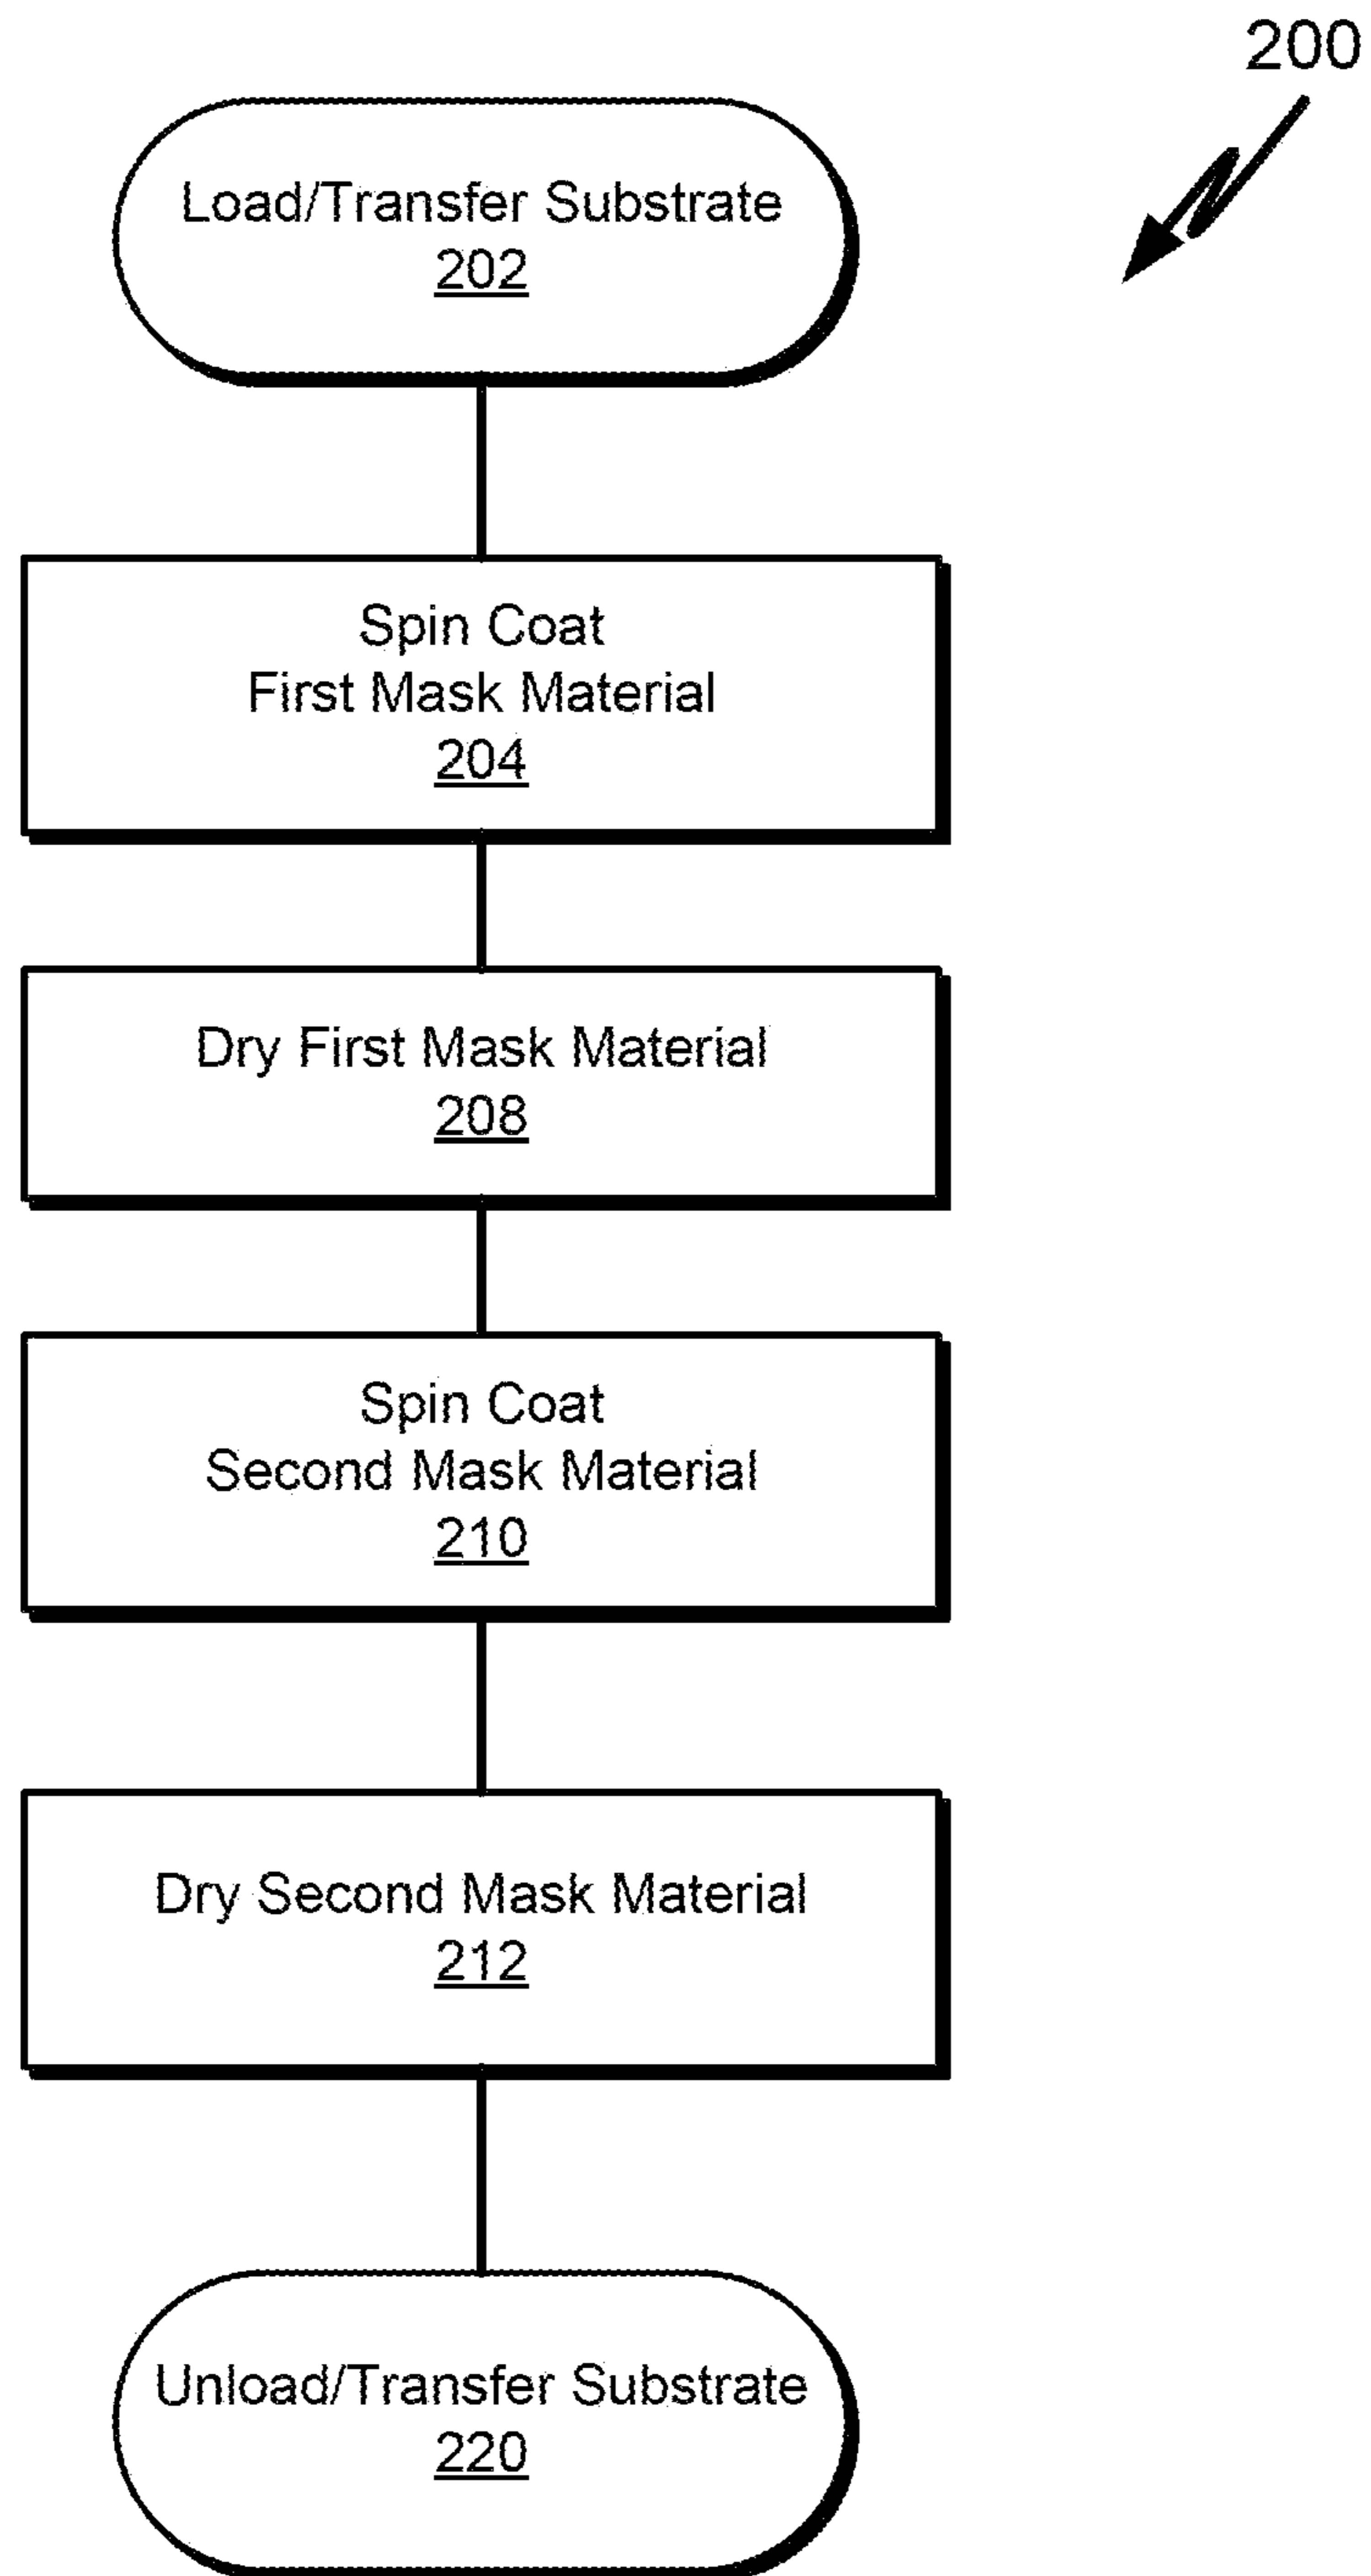 200
Load/Transfer Substrate
202
Spin Coat
First Mask Material
204
Dry First Mask Material
208
Spin Coat
Second Mask Material
210
Dry Second Mask Material
212
Unload/Transfer Substrate
220